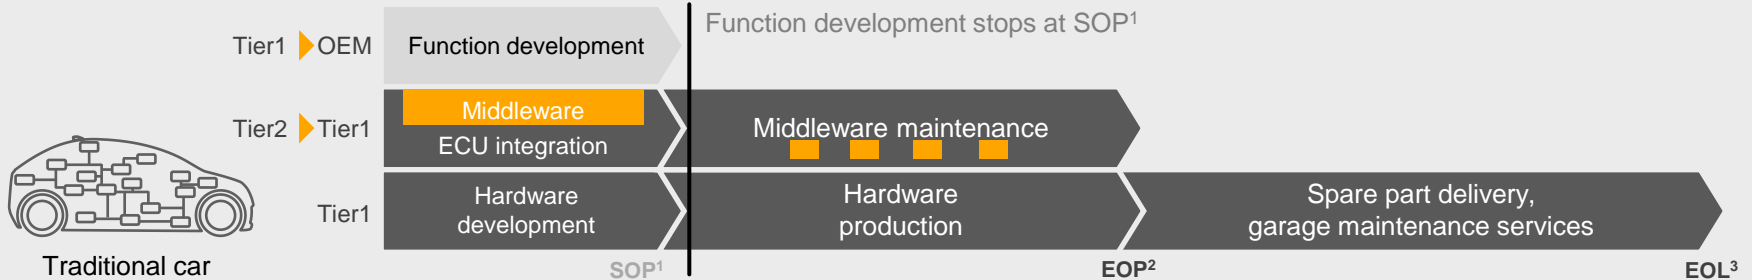 Function development stops at SOP¹
Tier1 OEM
Function development
Tier2 Tier1
Middleware
ECU integration
Middleware maintenance
Tier1
Hardware
development
Hardware
production
Spare part delivery,
garage maintenance services
Traditional car
SOP¹
EOP²
EOL³